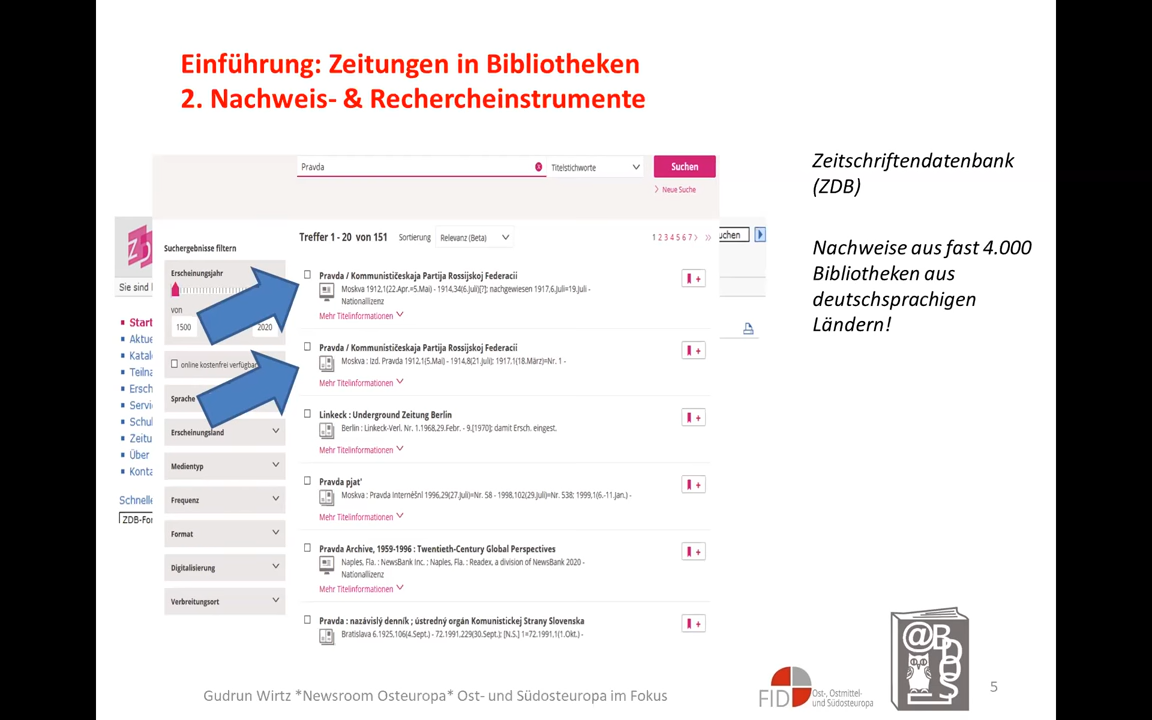 Einführung: Zeitungen in Bibliotheken
2. Nachweis- & Rechercheinstrumente
Pravda
Titelstichworte
Suchen
Neue Suche
Zeitschriftendatenbank
(ZDB)
Nachweise aus fast 4.000
Bibliotheken aus
deutschsprachigen
Ländern!
Suchergebnisse filtern
Erscheinungsjahr
von
1500
2020
online kostenfrei verfügbar
Sprache
Erscheinungsland
Medientyp
Frequenz
Format
Digitalisierung
Verbreitungsort
Treffer 1 - 20 von 151
Sortierung
Relevanz (Beta)
1 2 3 4 5 6 7 > »
Pravda / Kommunističeskaja Partija Rossijskoj Federacii
Moskva 1912,1(22.Apr.=5.Mai) - 1914,34(6.Juli)[?]; nachgewiesen 1917,6.Juli=19.Juli -
Nationallizenz
Mehr Titelinformationen
Pravda / Kommunističeskaja Partija Rossijskoj Federacii
Moskva : Izd. Pravda 1912,1(5.Mai) - 1914,8(21.Juli); 1917,1(18.März)=Nr. 1 -
Mehr Titelinformationen
Linkeck : Underground Zeitung Berlin
Berlin : Linkeck-Verl. Nr. 1.1968,29.Febr. - 9.[1970]; damit Ersch. eingest.
Mehr Titelinformationen
Pravda pjat'
Moskva : Pravda Internèšnl 1996,29(27.Juli)=Nr. 58 - 1998,102(29.Juli)=Nr. 538; 1999,1(6.-11.Jan.) -
Mehr Titelinformationen
Pravda Archive, 1959-1996 : Twentieth-Century Global Perspectives
Naples, Fla. : NewsBank Inc. ; Naples, Fla. : Readex, a division of NewsBank 2020 -
Nationallizenz
Mehr Titelinformationen
Pravda : nazávislý denník ; ústredný orgán Komunistickej Strany Slovenska
Bratislava 6.1925,106(4.Sept.) - 72.1991,229(30.Sept.); [N.S.] 1=72.1991,1(1.Okt.) -
Sie sind
Start
Schnelle
uchen
Gudrun Wirtz *Newsroom Osteuropa* Ost- und Südosteuropa im Fokus
FID
Ost-, Ostmittel-
und Südosteuropa
@BDOS
5